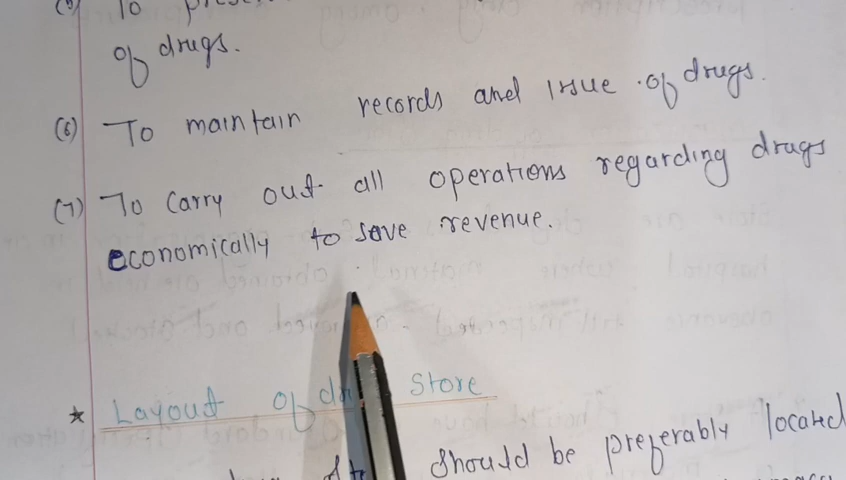 To
of drugs.
(6) To maintain records and issue of drugs.
(7) To carry out all operations regarding drugs
economically to save revenue.
* Layout of store
should be preferably located